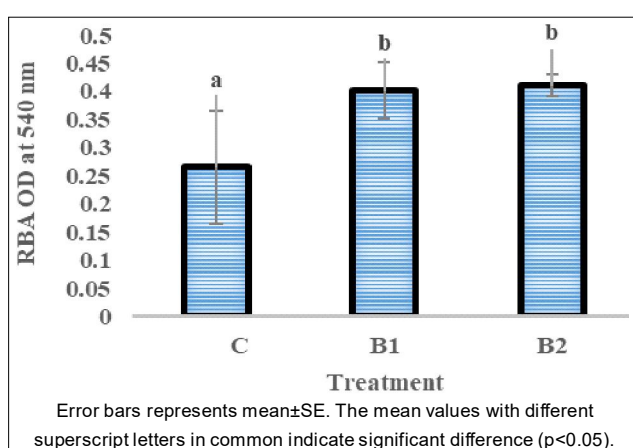 RBA OD at 540 nm
0.5
0.45
0.4
0.35
0.3
0.25
0.2
0.15
0.1
0.05
0
a
b
b
C B1 B2
Treatment
Error bars represents mean±SE. The mean values with different
superscript letters in common indicate significant difference (p<0.05).